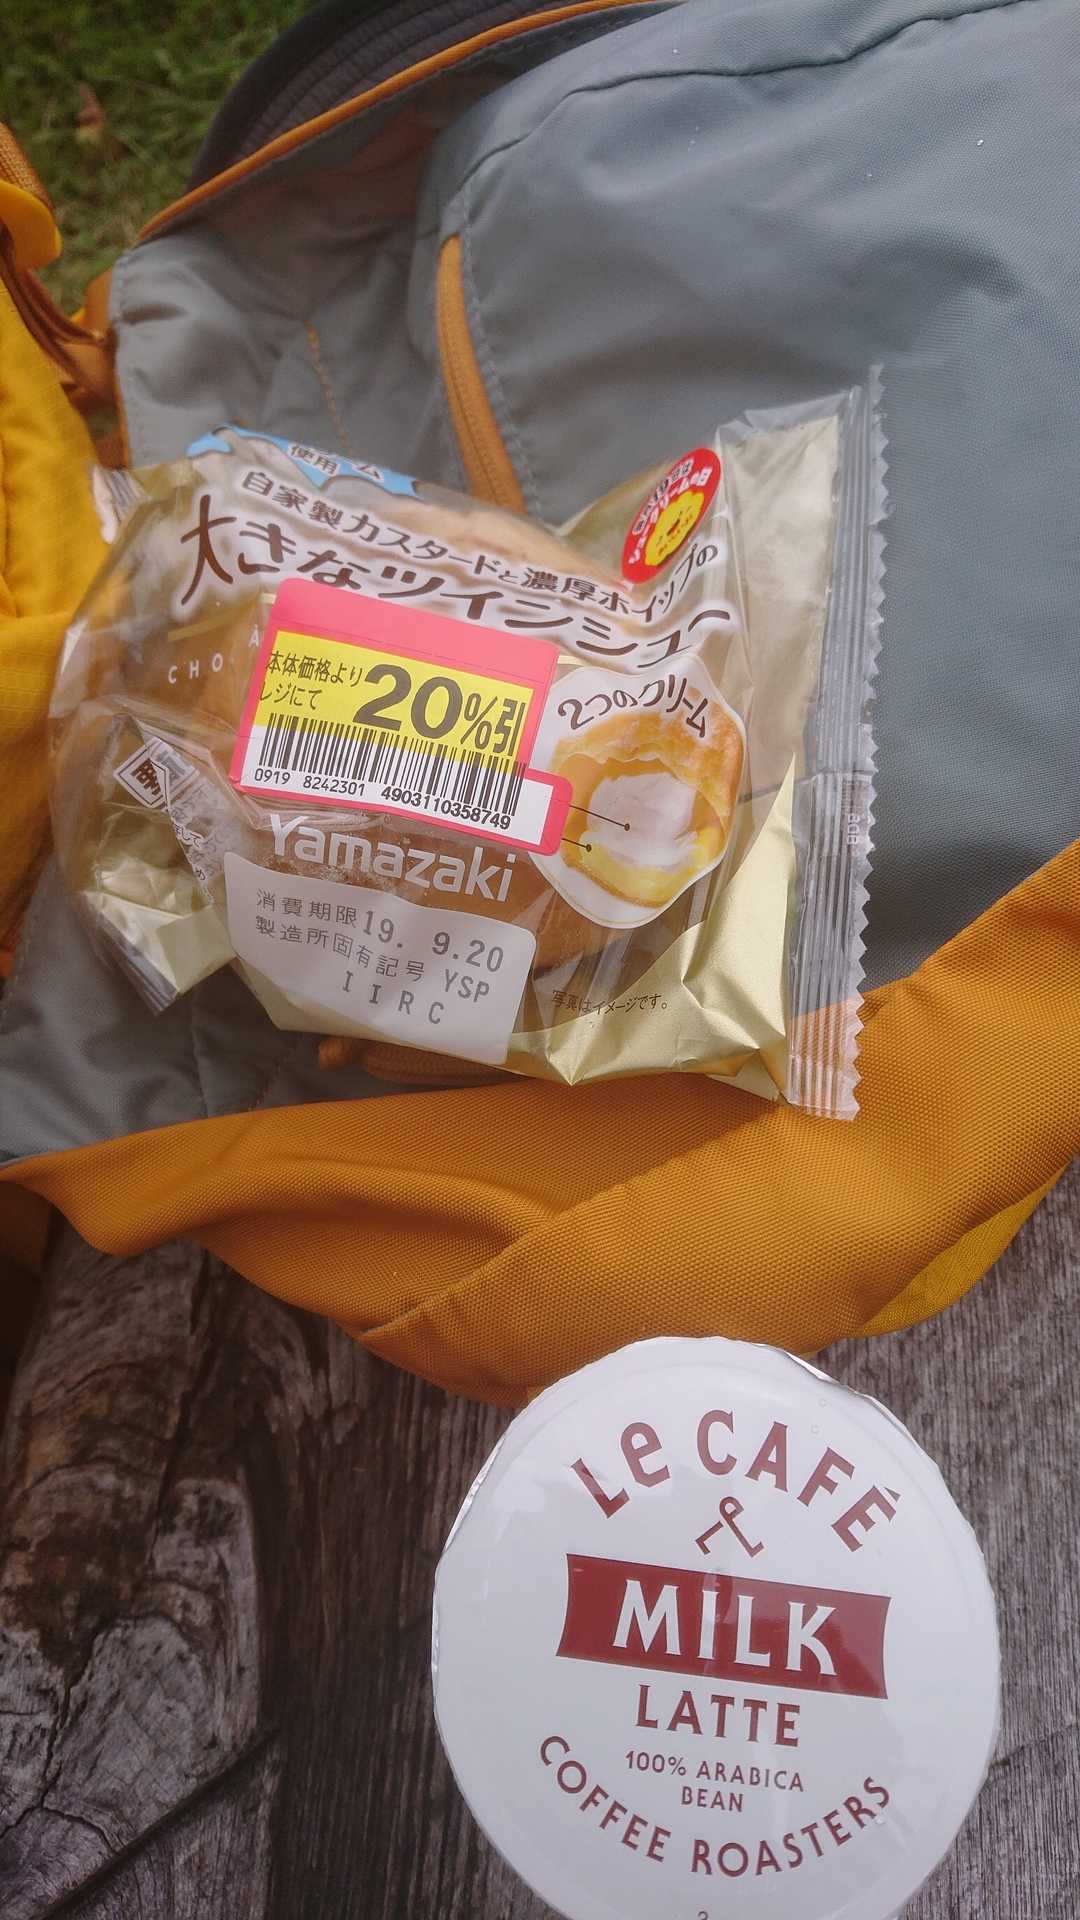 使用
自家製カスタードと濃厚ホイップの
大きなツインシュー
CHO
本体価格より
レジにて
20%引
0919 8242301 4903110358749
2つのクリーム
Yamazaki
消費期限19. 9.20
製造所固有記号 YSP
IIRC
写真はイメージです。
Le CAFÉ
MILK
LATTE
100% ARABICA
BEAN
COFFEE ROASTERS